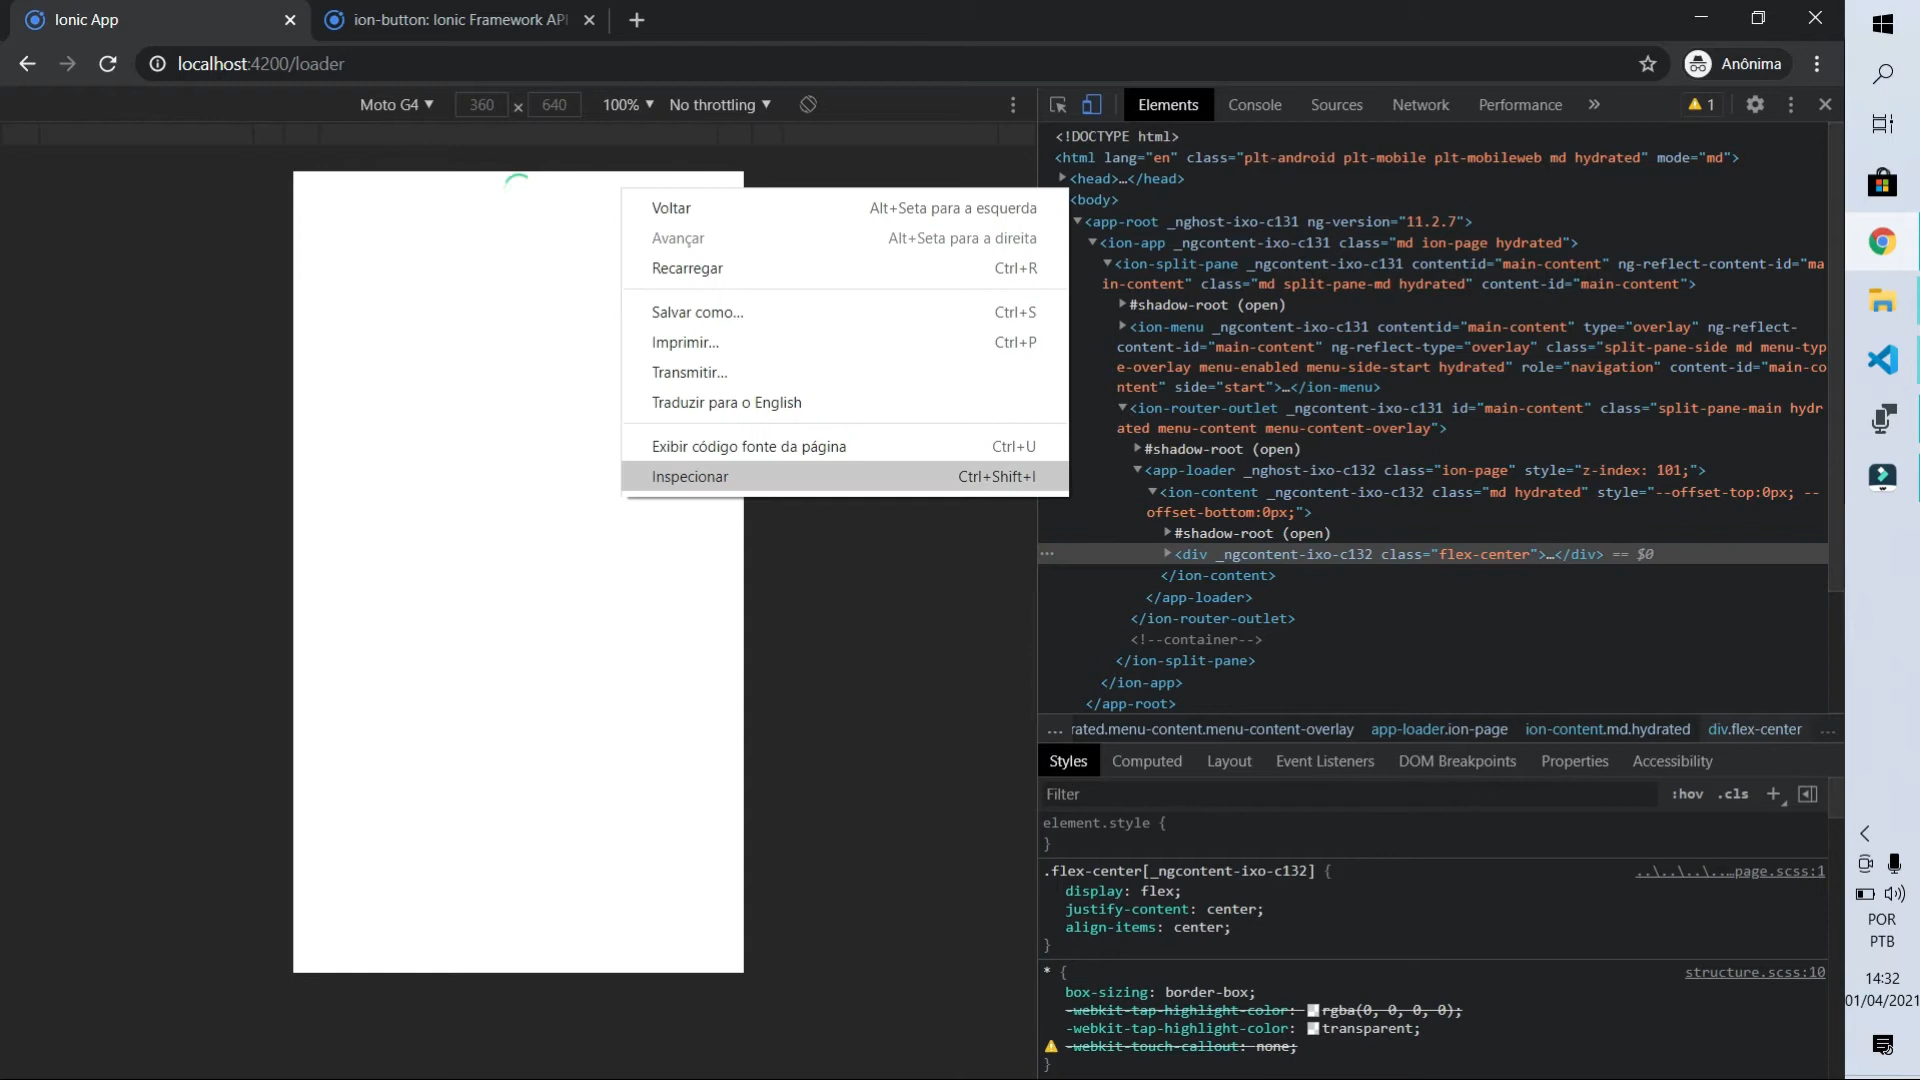 Ionic App
ion-button: Ionic Framework API
localhost:4200/loader
Anônima
Moto G4 ▼ 360 × 640 100% ▼ No throttling ▼
Elements Console Sources Network Performance » 1
Voltar Alt+Seta para a esquerda
Avançar Alt+Seta para a direita
Recarregar Ctrl+R
Salvar como... Ctrl+S
Imprimir... Ctrl+P
Transmitir...
Traduzir para o English
Exibir código fonte da página Ctrl+U
Inspecionar Ctrl+Shift+I
<!DOCTYPE html>
<html lang="en" class="plt-android plt-mobile plt-mobileweb md hydrated" mode="md">
<head>…</head>
<body>
<app-root _nghost-ixo-c131 ng-version="11.2.7">
<ion-app _ngcontent-ixo-c131 class="md ion-page hydrated">
<ion-split-pane _ngcontent-ixo-c131 contentid="main-content" ng-reflect-content-id="ma
in-content" class="md split-pane-md hydrated" content-id="main-content">
#shadow-root (open)
<ion-menu _ngcontent-ixo-c131 contentid="main-content" type="overlay" ng-reflect-
content-id="main-content" ng-reflect-type="overlay" class="split-pane-side md menu-typ
e-overlay menu-enabled menu-side-start hydrated" role="navigation" content-id="main-co
ntent" side="start">…</ion-menu>
<ion-router-outlet _ngcontent-ixo-c131 id="main-content" class="split-pane-main hydr
ated menu-content menu-content-overlay">
#shadow-root (open)
<app-loader _nghost-ixo-c132 class="ion-page" style="z-index: 101;">
<ion-content _ngcontent-ixo-c132 class="md hydrated" style="--offset-top:0px; --
offset-bottom:0px;">
#shadow-root (open)
<div _ngcontent-ixo-c132 class="flex-center">…</div> == $0
</ion-content>
</app-loader>
</ion-router-outlet>
<!--container-->
</ion-split-pane>
</ion-app>
</app-root>
... rated.menu-content.menu-content-overlay app-loader.ion-page ion-content.md.hydrated div.flex-center ...
Styles Computed Layout Event Listeners DOM Breakpoints Properties Accessibility
Filter :hov .cls +
element.style {
}
.flex-center[_ngcontent-ixo-c132] { ..\..\..\...…page.scss:1
display: flex;
justify-content: center;
align-items: center;
}
* { structure.scss:10
box-sizing: border-box;
-webkit-tap-highlight-color: rgba(0, 0, 0, 0);
-webkit-tap-highlight-color: transparent;
-webkit-touch-callout: none;
}
POR
PTB
14:32
01/04/2021